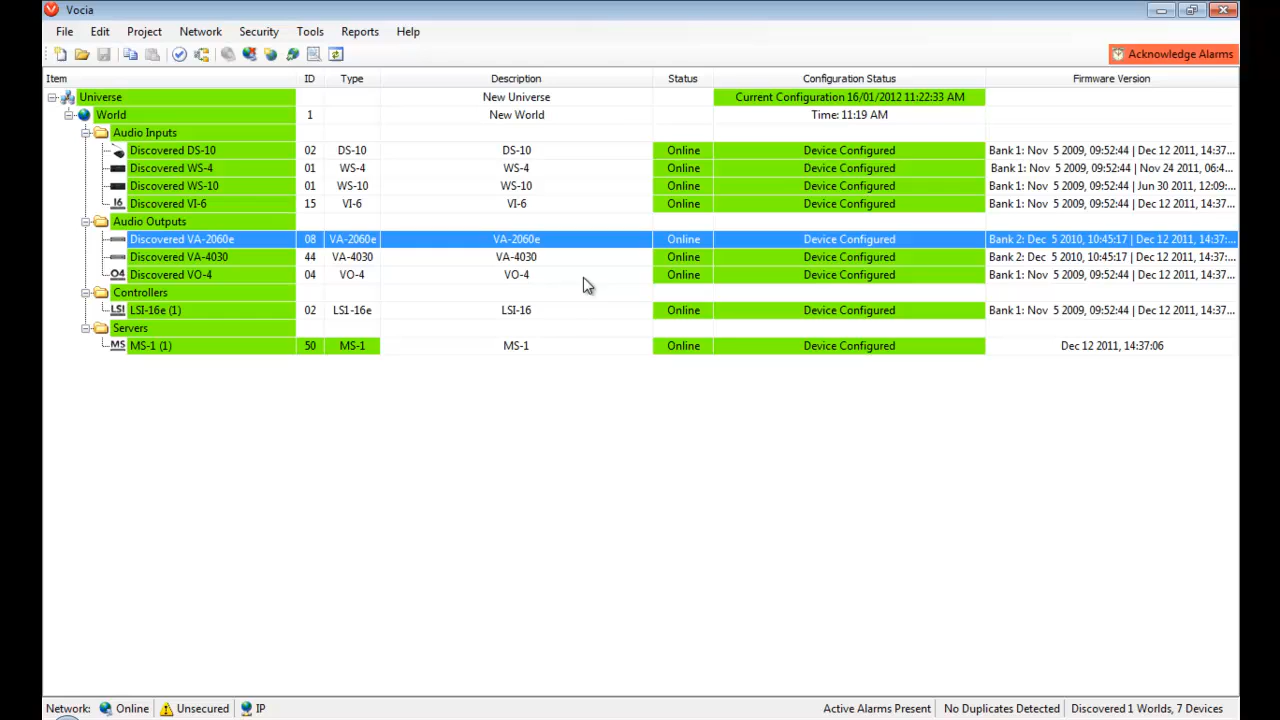 Vocia
File Edit Project Network Security Tools Reports Help
Acknowledge Alarms
Item ID Type Description Status Configuration Status Firmware Version
Universe New Universe Current Configuration 16/01/2012 11:22:33 AM
World 1 New World Time: 11:19 AM
Audio Inputs
Discovered DS-10 02 DS-10 DS-10 Online Device Configured Bank 1: Nov 5 2009, 09:52:44 | Dec 12 2011, 14:37...
Discovered WS-4 01 WS-4 WS-4 Online Device Configured Bank 1: Nov 5 2009, 09:52:44 | Nov 24 2011, 06:4...
Discovered WS-10 01 WS-10 WS-10 Online Device Configured Bank 1: Nov 5 2009, 09:52:44 | Jun 30 2011, 12:09:...
I6 Discovered VI-6 15 VI-6 VI-6 Online Device Configured Bank 1: Nov 5 2009, 09:52:44 | Dec 12 2011, 14:37...
Audio Outputs
Discovered VA-2060e 08 VA-2060e VA-2060e Online Device Configured Bank 2: Dec 5 2010, 10:45:17 | Dec 12 2011, 14:37:...
Discovered VA-4030 44 VA-4030 VA-4030 Online Device Configured Bank 2: Dec 5 2010, 10:45:17 | Dec 12 2011, 14:37:...
O4 Discovered VO-4 04 VO-4 VO-4 Online Device Configured Bank 1: Nov 5 2009, 09:52:44 | Dec 12 2011, 14:37...
Controllers
LSI LSI-16e (1) 02 LSI-16e LSI-16 Online Device Configured Bank 1: Nov 5 2009, 09:52:44 | Dec 12 2011, 14:37...
Servers
MS MS-1 (1) 50 MS-1 MS-1 Online Device Configured Dec 12 2011, 14:37:06
Network: Online Unsecured IP Active Alarms Present No Duplicates Detected Discovered 1 Worlds, 7 Devices